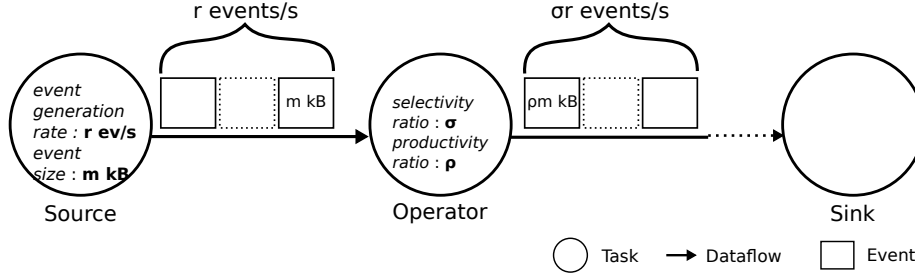 r events/s
σr events/s
event
generation
rate : r ev/s
event
size : m kB
m kB
selectivity
ratio : σ
productivity
ratio : ρ
ρm kB
Source
Operator
Sink
Task
Dataflow
Event